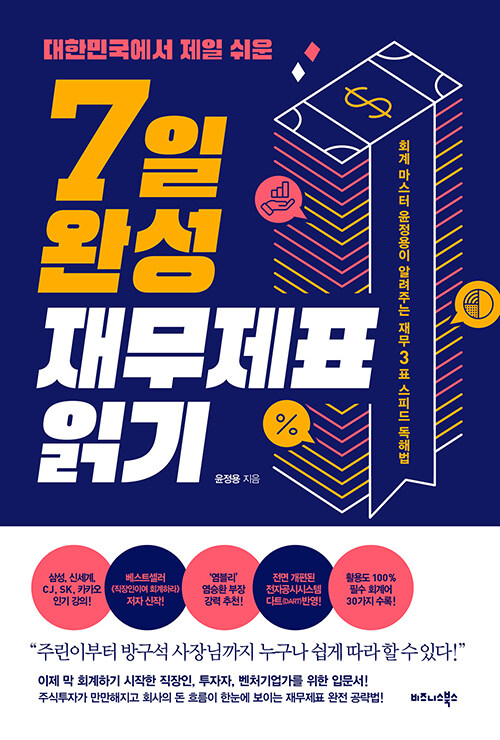 대한민국에서 제일 쉬운
7일
완성
재무제표
읽기
회계 마스터 윤정용이 알려주는 재무 3표 스피드 독해법
$
%
윤정용 지음
삼성, 신세계,
CJ, SK, 카카오
인기 강의!
베스트셀러
《직장인이여 회계하라》
저자 신작!
‘염블리’
염승환 부장
강력 추천!
전면 개편된
전자공시시스템
다트(DART)반영!
활용도 100%
필수 회계어
30가지 수록!
“주린이부터 방구석 사장님까지 누구나 쉽게 따라 할 수 있다!”
이제 막 회계하기 시작한 직장인, 투자자, 벤처기업가를 위한 입문서!
주식투자가 만만해지고 회사의 돈 흐름이 한눈에 보이는 재무제표 완전 공략법!
비즈니스북스